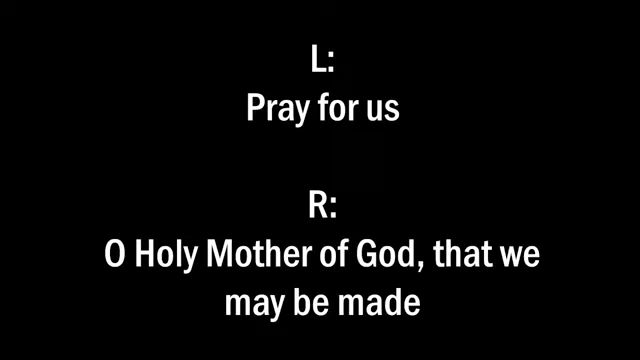 L:
Pray for us
R:
O Holy Mother of God, that we
may be made